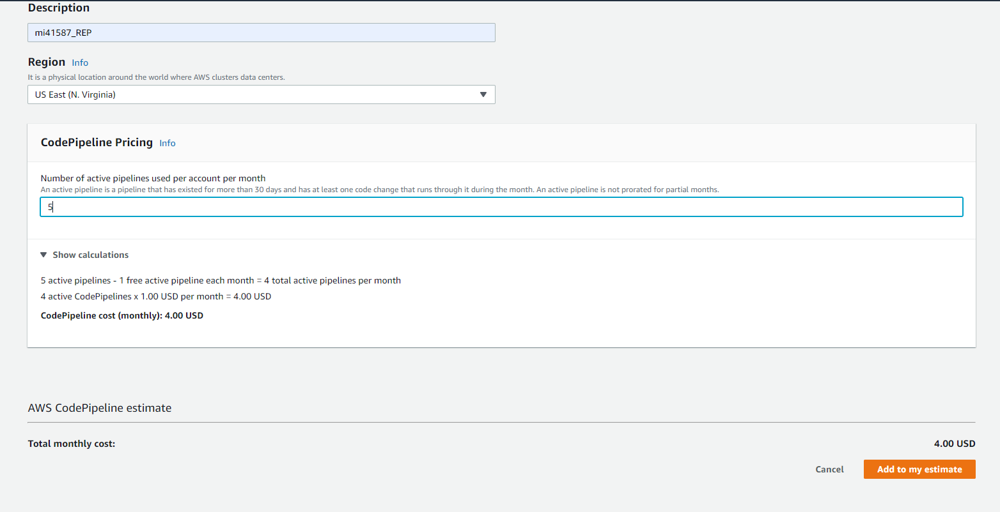 Description
mi41587_REP
Region Info
It is a physical location around the world where AWS clusters data centers.
US East (N. Virginia)
CodePipeline Pricing Info
Number of active pipelines used per account per month
An active pipeline is a pipeline that has existed for more than 30 days and has at least one code change that runs through it during the month. An active pipeline is not prorated for partial months.
5
Show calculations
5 active pipelines - 1 free active pipeline each month = 4 total active pipelines per month
4 active CodePipelines x 1.00 USD per month = 4.00 USD
CodePipeline cost (monthly): 4.00 USD
AWS CodePipeline estimate
Total monthly cost: 4.00 USD
Cancel Add to my estimate